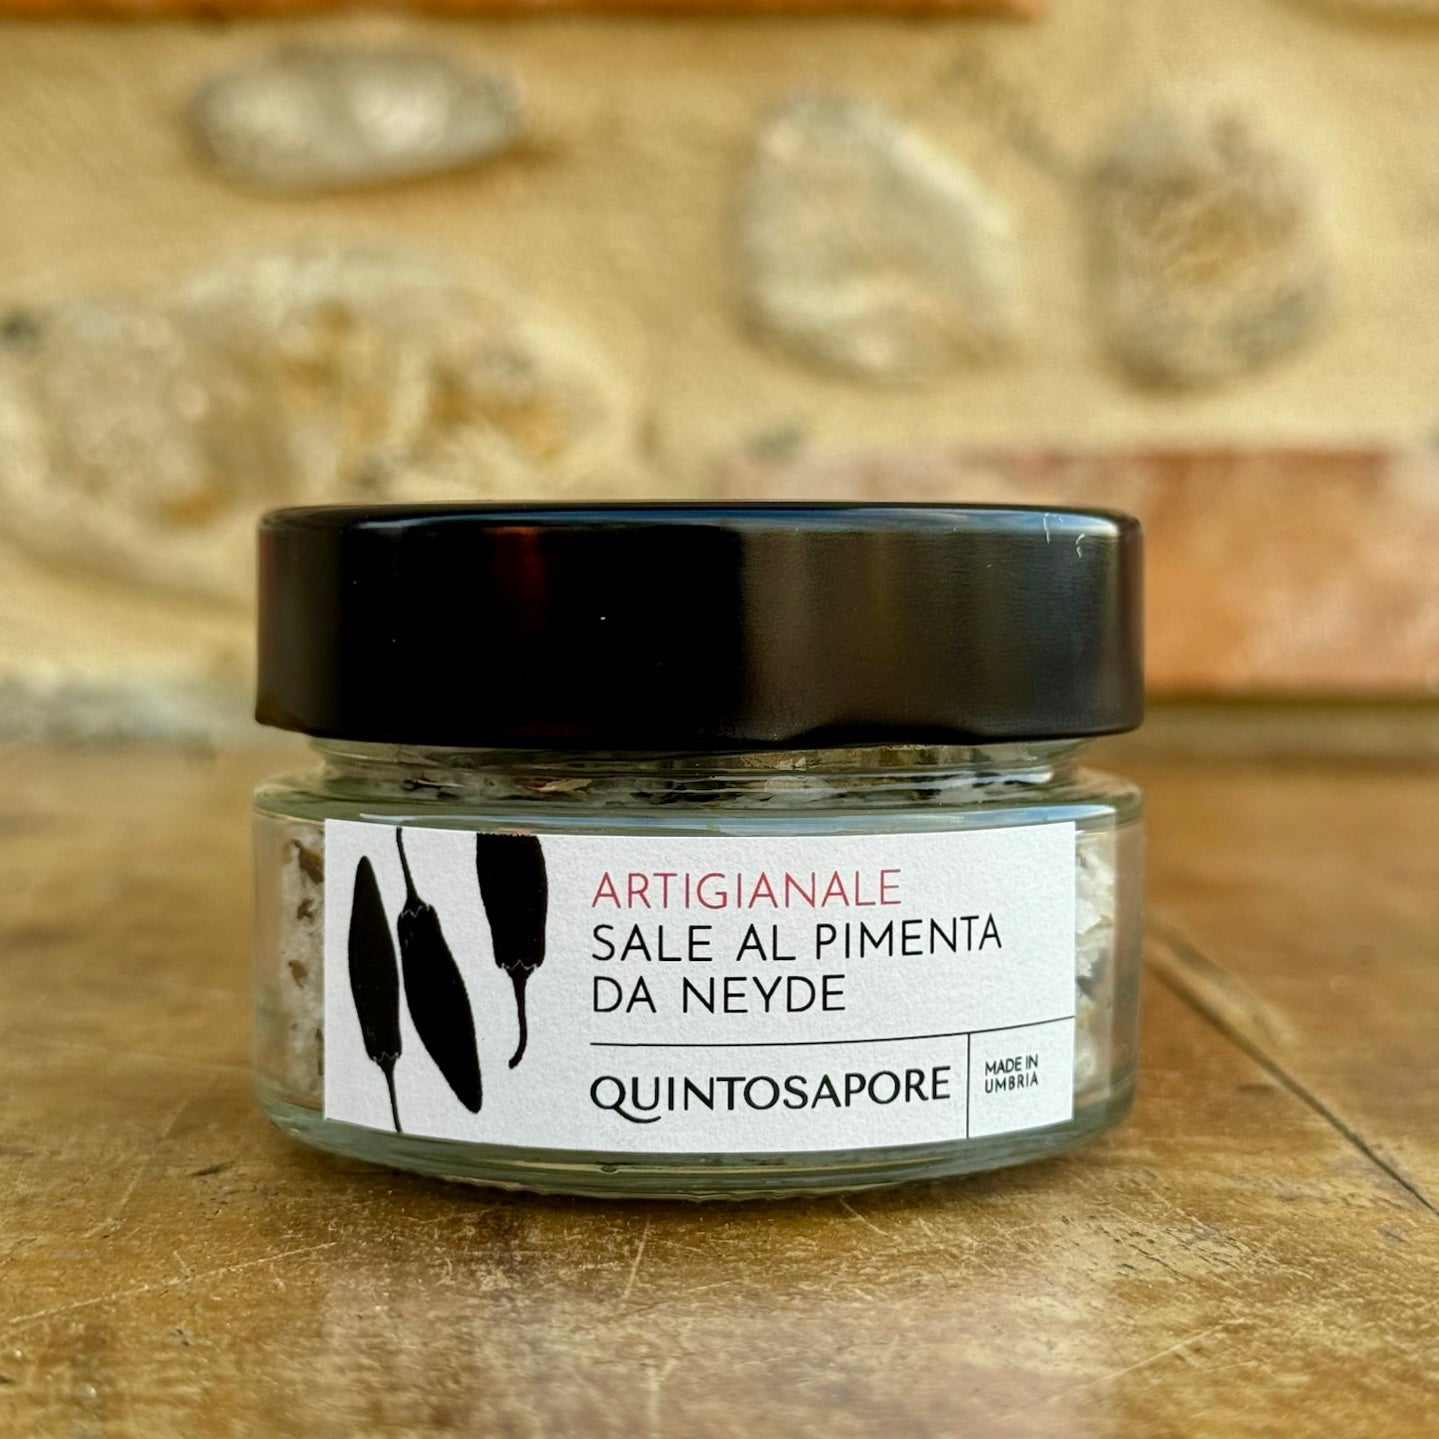 ARTIGIANALE
SALE AL PIMENTA
DA NEYDE
QUINTOSAPORE
MADE IN
UMBRIA